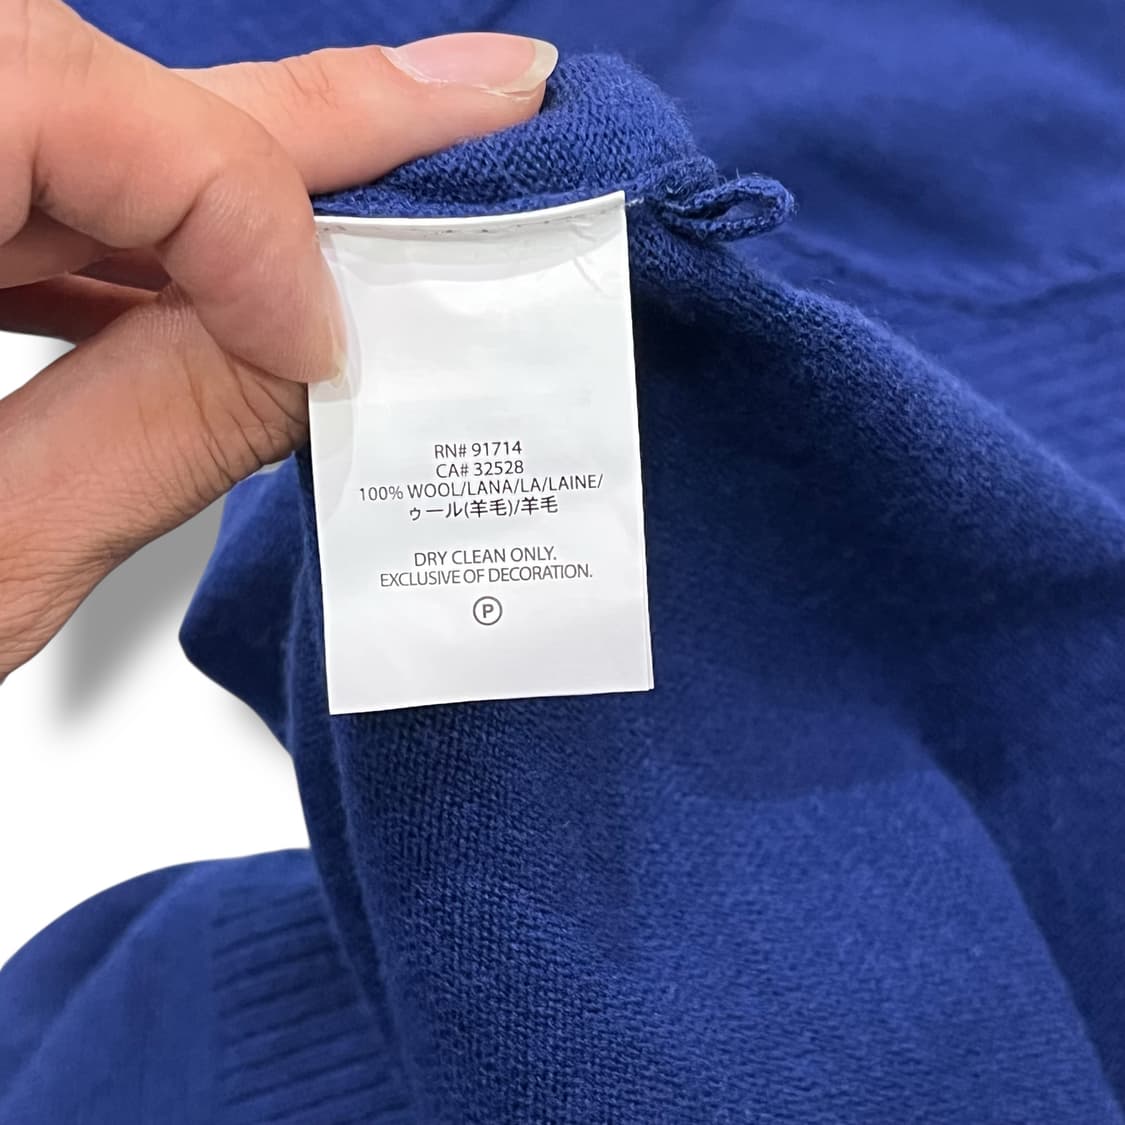 RN# 91714
CA# 32528
100% WOOL/LANA/LA/LAINE/
ゥール(羊毛)/羊毛
DRY CLEAN ONLY.
EXCLUSIVE OF DECORATION.
P